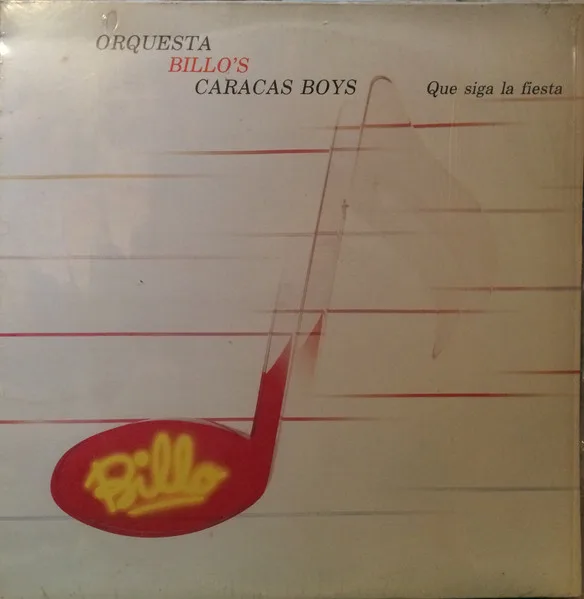 ORQUESTA
BILLO'S
CARACAS BOYS
Que siga la fiesta
Billo